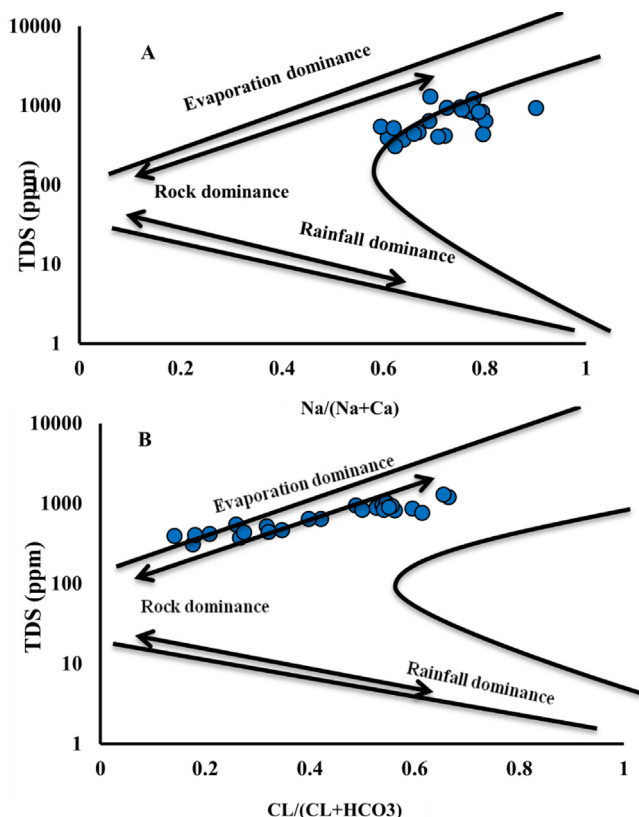 10000
A
Evaporation dominance
1000
TDS (ppm)
100
Rock dominance
Rainfall dominance
10
1
0 0.2 0.4 0.6 0.8 1
Na/(Na+Ca)
10000
B
Evaporation dominance
1000
TDS (ppm)
100
Rock dominance
Rainfall dominance
10
1
0 0.2 0.4 0.6 0.8 1
CL/(CL+HCO3)